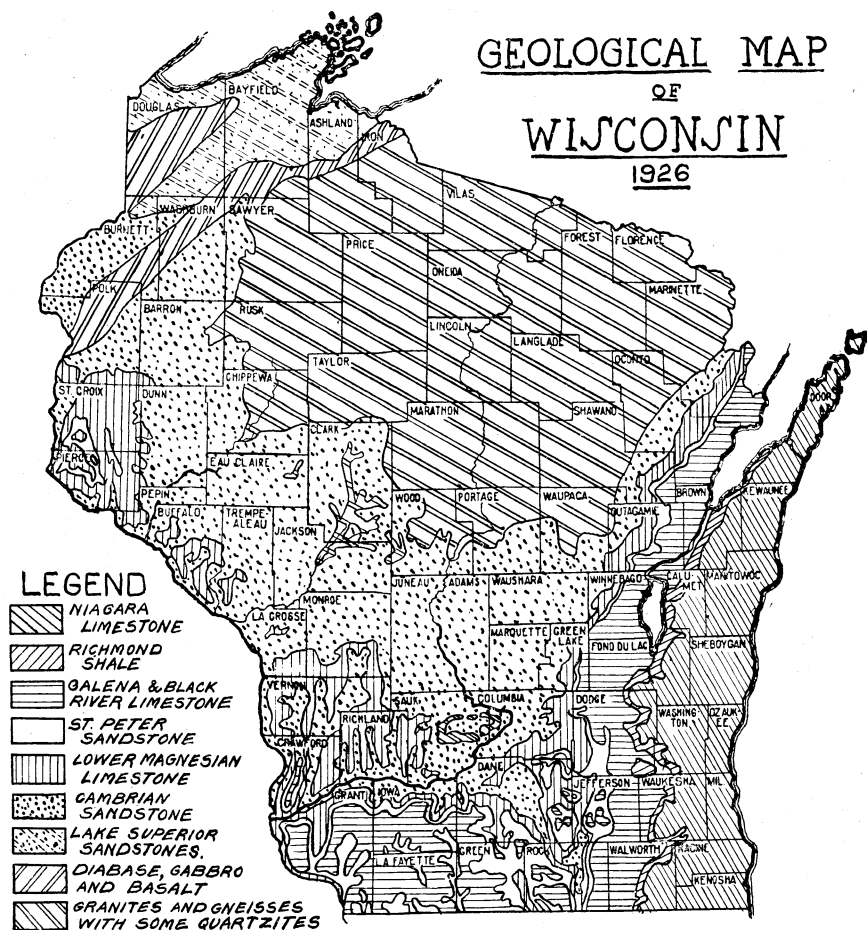 GEOLOGICAL MAP
OF
WISCONSIN
1926
DOUGLAS
BAYFIELD
ASHLAND
IRON
VILAS
BURNETT
WASHBURN
SAWYER
PRICE
ONEIDA
FOREST
FLORENCE
MARINETTE
POLK
BARRON
RUSK
LINCOLN
LANGLADE
OCONTO
TAYLOR
CHIPPEWA
ST. CROIX
DUNN
MARATHON
SHAWANO
DOOR
CLARK
PIERCE
EAU CLAIRE
PEPIN
BUFFALO
TREMPE-
ALEAU
JACKSON
WOOD
PORTAGE
WAUPACA
OUTAGAMIE
BROWN
KEWAUNEE
JUNEAU
ADAMS
WAUSHARA
WINNEBAGO
CALU-
MET
MANITOWOC
MONROE
LA CROSSE
MARQUETTE
GREEN
LAKE
FOND DU LAC
SHEBOYGAN
VERNON
SAUK
COLUMBIA
DODGE
WASHING-
TON
OZAUK-
EE
RICHLAND
CRAWFORD
DANE
JEFFERSON
WAUKESHA
MIL
GRANT
IOWA
LA FAYETTE
GREEN
ROCK
WALWORTH
RACINE
KENOSHA
LEGEND
NIAGARA
LIMESTONE
RICHMOND
SHALE
GALENA & BLACK
RIVER LIMESTONE
ST. PETER
SANDSTONE
LOWER MAGNESIAN
LIMESTONE
CAMBRIAN
SANDSTONE
LAKE SUPERIOR
SANDSTONES.
DIABASE, GABBRO
AND BASALT
GRANITES AND GNEISSES
WITH SOME QUARTZITES